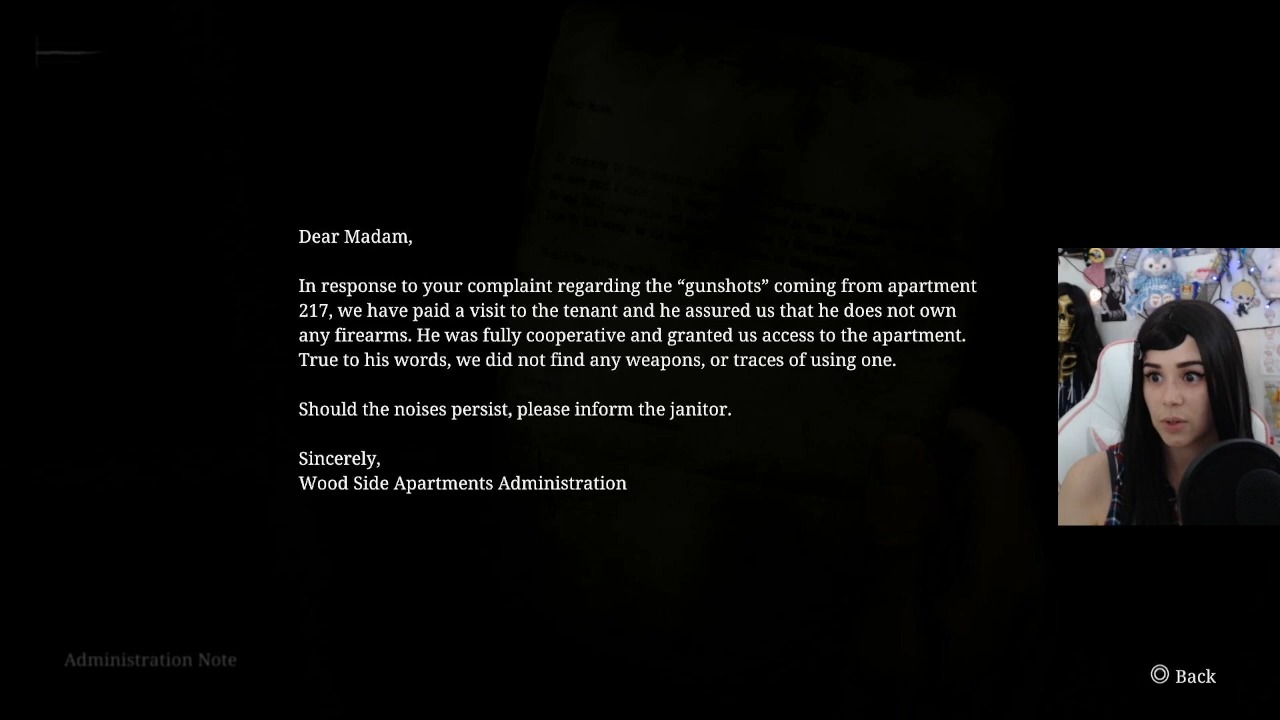 Dear Madam,
In response to your complaint regarding the “gunshots” coming from apartment
217, we have paid a visit to the tenant and he assured us that he does not own
any firearms. He was fully cooperative and granted us access to the apartment.
True to his words, we did not find any weapons, or traces of using one.
Should the noises persist, please inform the janitor.
Sincerely,
Wood Side Apartments Administration
Administration Note
Back